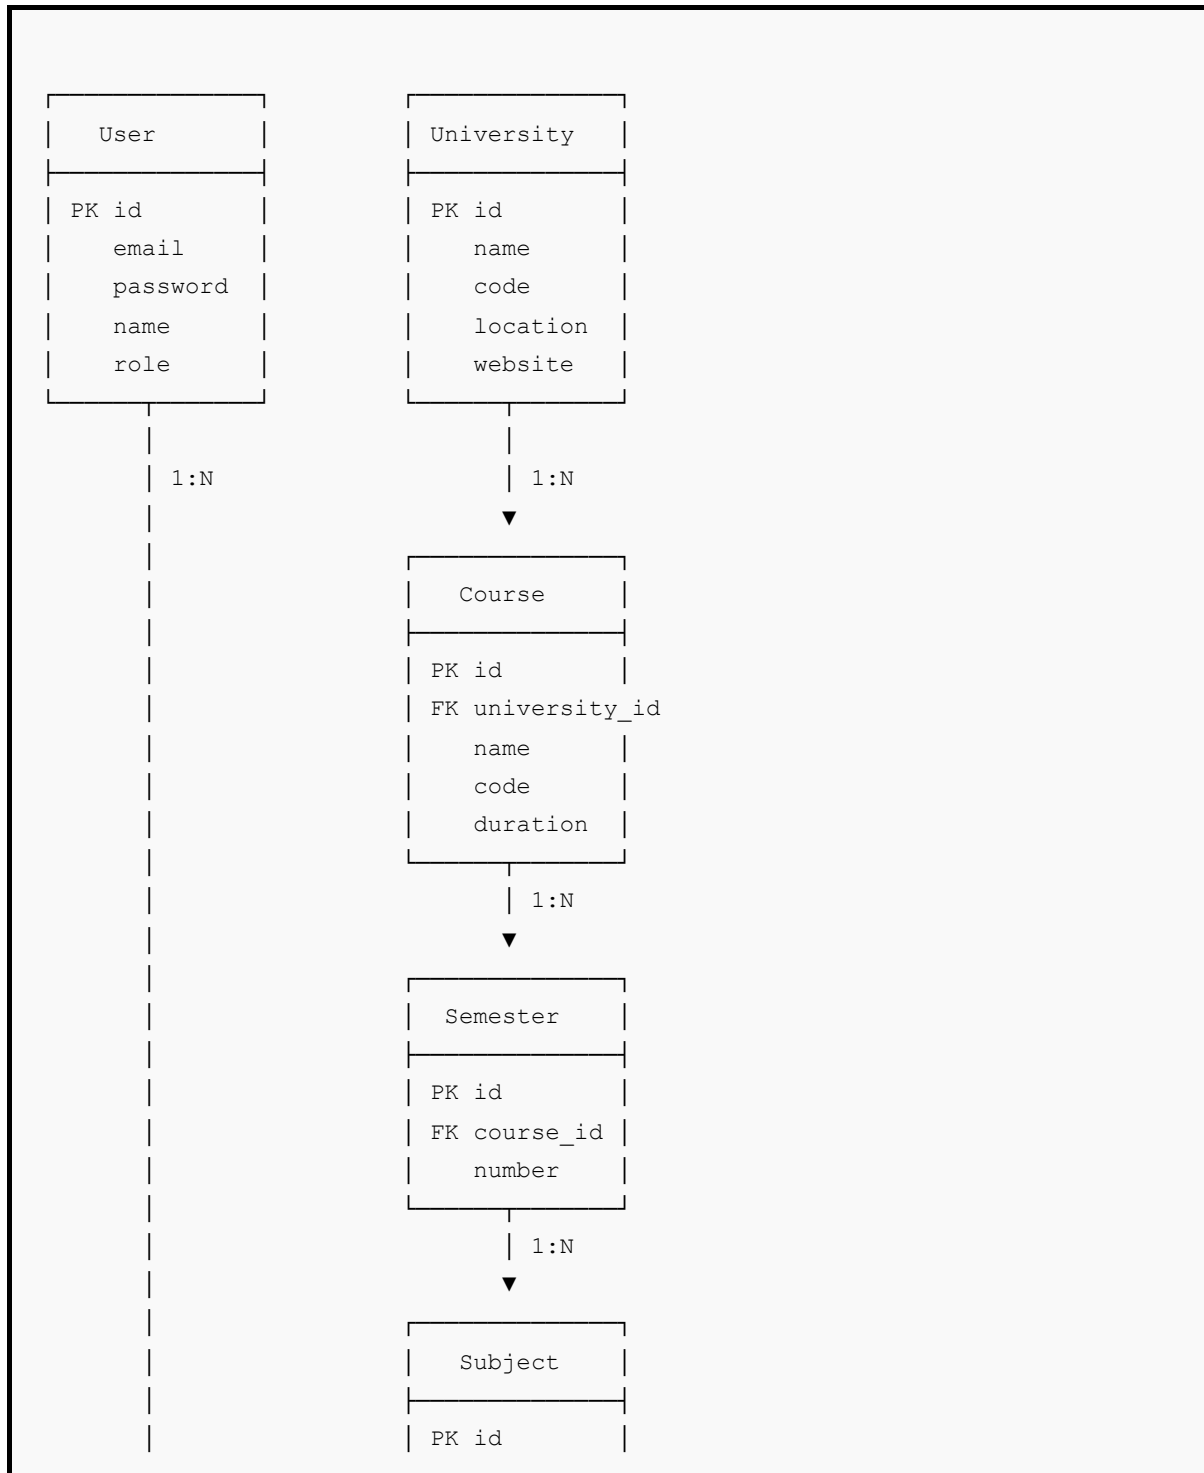 User University
PK id PK id
email name
password code
name location
role website
1:N 1:N
▼
Course
PK id
FK university_id
name
code
duration
1:N
▼
Semester
PK id
FK course_id
number
1:N
▼
Subject
PK id